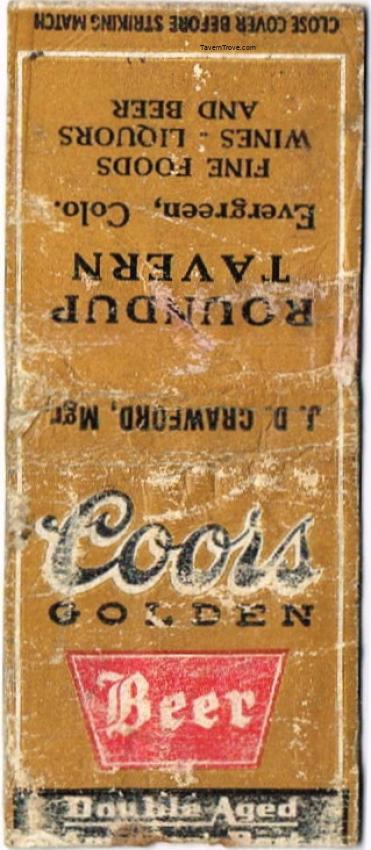 TavernTrove.com
Coors
GOLDEN
Beer
Double Aged
J. D. CRAWFORD, Mgr.
ROUNDUP
TAVERN
Evergreen, Colo.
FINE FOODS
WINES - LIQUORS
AND BEER
CLOSE COVER BEFORE STRIKING MATCH